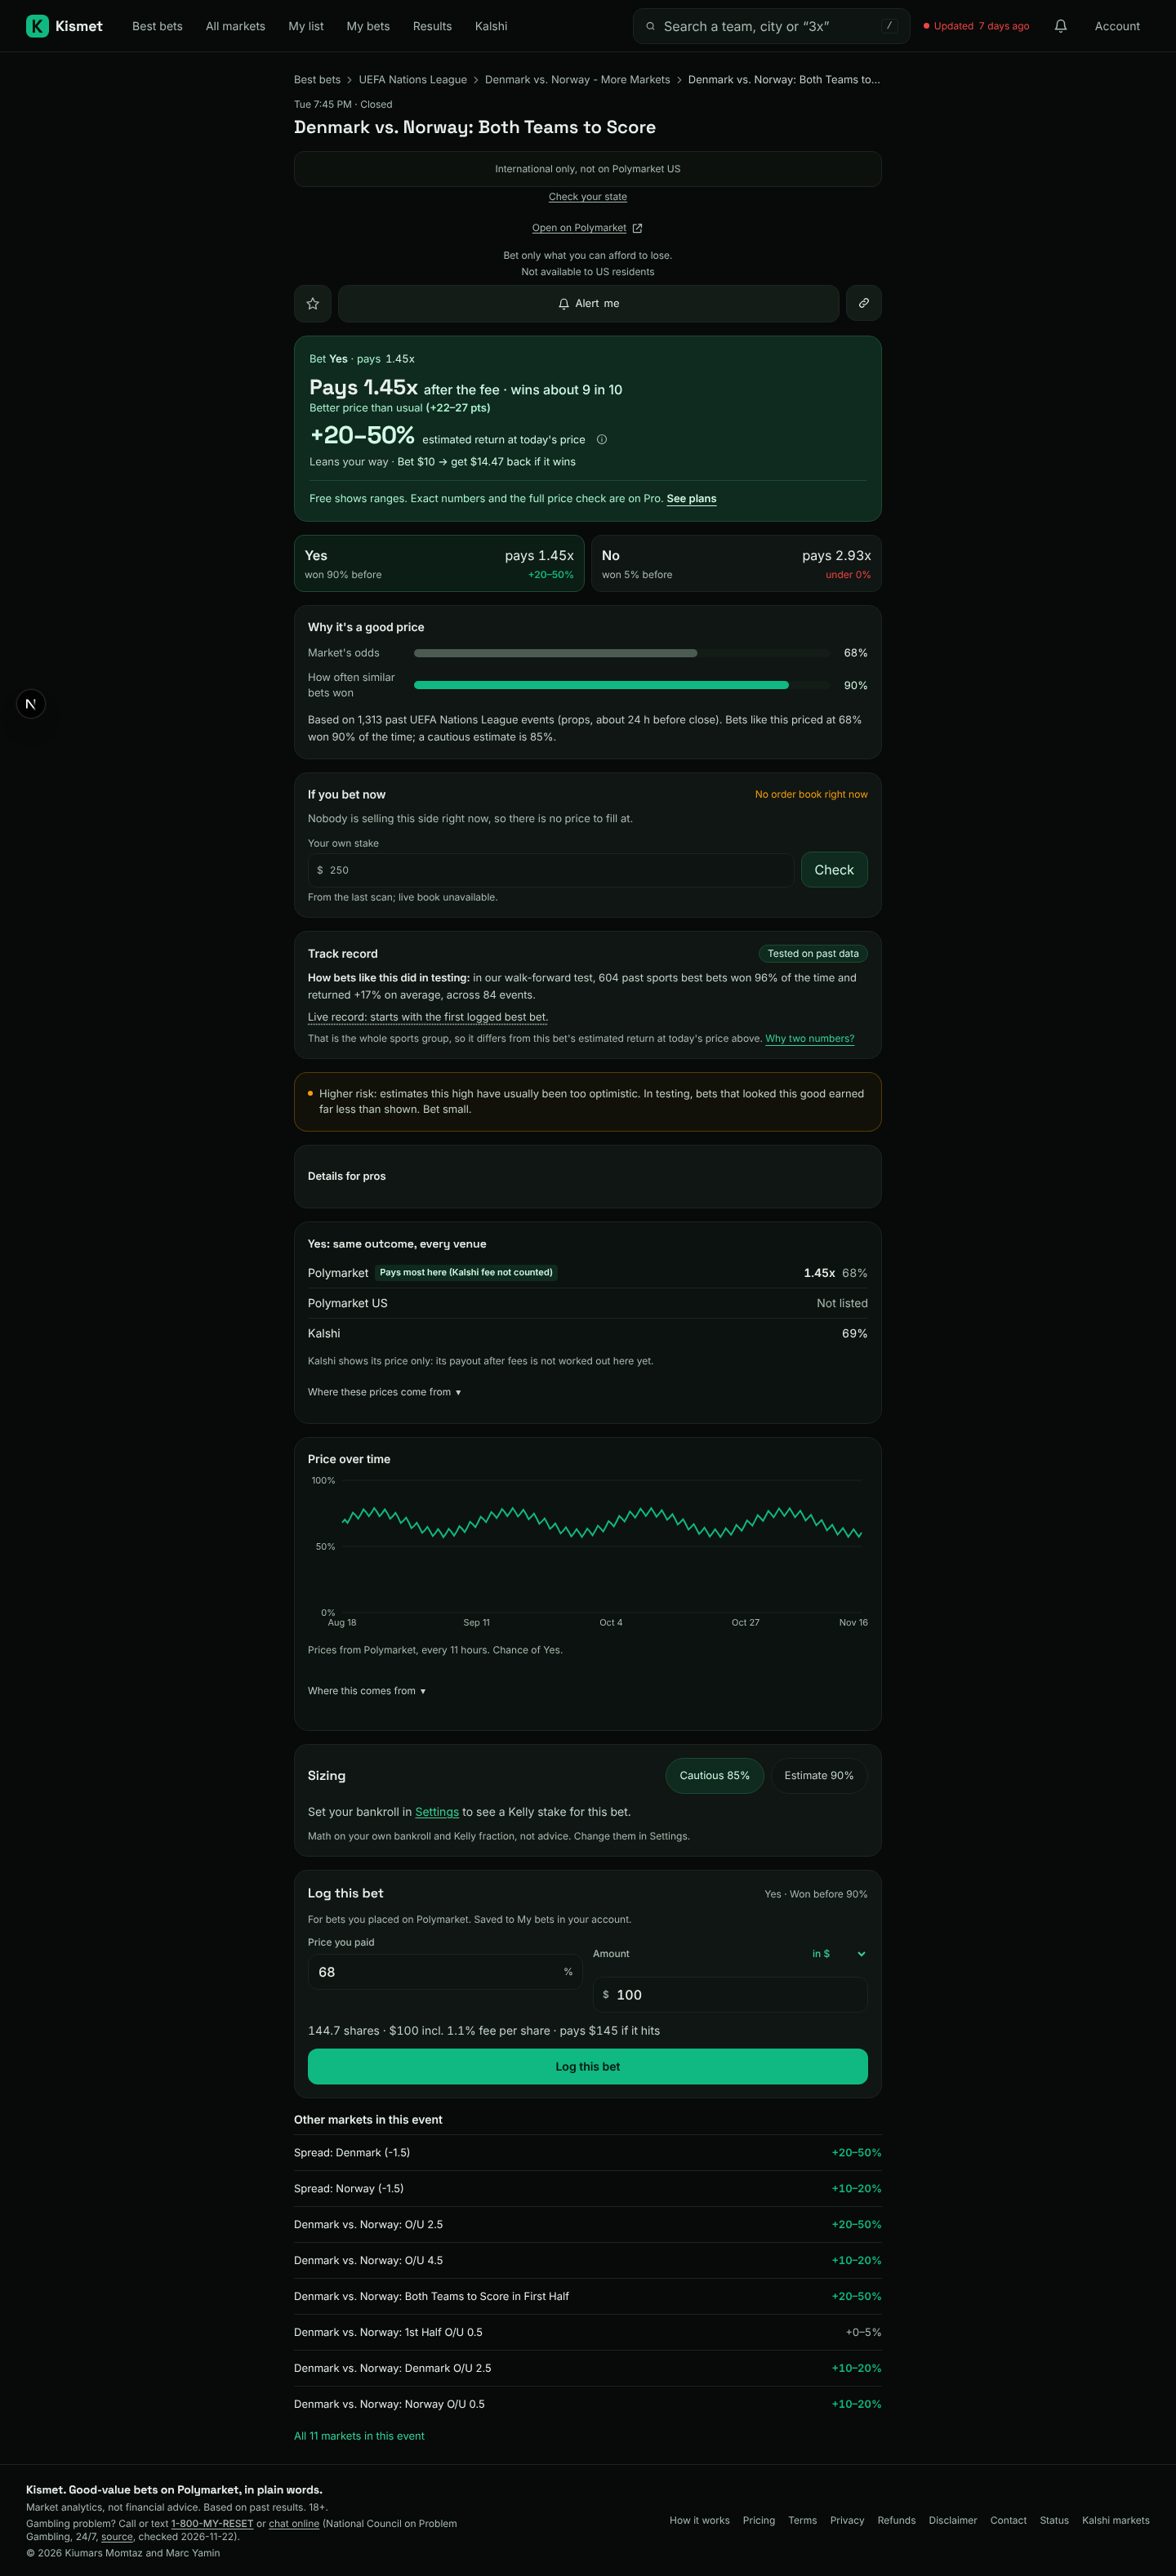 K Kismet Best bets All markets My list My bets Results Kalshi Search a team, city or “3x” / Updated 7 days ago Account
Best bets > UEFA Nations League > Denmark vs. Norway - More Markets > Denmark vs. Norway: Both Teams to...
Tue 7:45 PM · Closed
Denmark vs. Norway: Both Teams to Score
International only, not on Polymarket US
Check your state
Open on Polymarket
Bet only what you can afford to lose.
Not available to US residents
Alert me
Bet Yes · pays 1.45x
Pays 1.45x after the fee · wins about 9 in 10
Better price than usual (+22–27 pts)
+20–50% estimated return at today's price
Leans your way · Bet $10 → get $14.47 back if it wins
Free shows ranges. Exact numbers and the full price check are on Pro. See plans
Yes pays 1.45x
won 90% before +20–50%
No pays 2.93x
won 5% before under 0%
Why it's a good price
Market's odds 68%
How often similar
bets won 90%
Based on 1,313 past UEFA Nations League events (props, about 24 h before close). Bets like this priced at 68%
won 90% of the time; a cautious estimate is 85%.
N
If you bet now No order book right now
Nobody is selling this side right now, so there is no price to fill at.
Your own stake
$ 250 Check
From the last scan; live book unavailable.
Track record Tested on past data
How bets like this did in testing: in our walk-forward test, 604 past sports best bets won 96% of the time and
returned +17% on average, across 84 events.
Live record: starts with the first logged best bet.
That is the whole sports group, so it differs from this bet's estimated return at today's price above. Why two numbers?
Higher risk: estimates this high have usually been too optimistic. In testing, bets that looked this good earned
far less than shown. Bet small.
Details for pros
Yes: same outcome, every venue
Polymarket Pays most here (Kalshi fee not counted) 1.45x 68%
Polymarket US Not listed
Kalshi 69%
Kalshi shows its price only: its payout after fees is not worked out here yet.
Where these prices come from ▾
Price over time
100%
50%
0%
Aug 18 Sep 11 Oct 4 Oct 27 Nov 16
Prices from Polymarket, every 11 hours. Chance of Yes.
Where this comes from ▾
Sizing Cautious 85% Estimate 90%
Set your bankroll in Settings to see a Kelly stake for this bet.
Math on your own bankroll and Kelly fraction, not advice. Change them in Settings.
Log this bet Yes · Won before 90%
For bets you placed on Polymarket. Saved to My bets in your account.
Price you paid
68 %
Amount in $
$ 100
144.7 shares · $100 incl. 1.1% fee per share · pays $145 if it hits
Log this bet
Other markets in this event
Spread: Denmark (-1.5) +20–50%
Spread: Norway (-1.5) +10–20%
Denmark vs. Norway: O/U 2.5 +20–50%
Denmark vs. Norway: O/U 4.5 +10–20%
Denmark vs. Norway: Both Teams to Score in First Half +20–50%
Denmark vs. Norway: 1st Half O/U 0.5 +0–5%
Denmark vs. Norway: Denmark O/U 2.5 +10–20%
Denmark vs. Norway: Norway O/U 0.5 +10–20%
All 11 markets in this event
Kismet. Good-value bets on Polymarket, in plain words.
Market analytics, not financial advice. Based on past results. 18+.
Gambling problem? Call or text 1-800-MY-RESET or chat online (National Council on Problem
Gambling, 24/7, source, checked 2026-11-22).
© 2026 Kiumars Momtaz and Marc Yamin
How it works Pricing Terms Privacy Refunds Disclaimer Contact Status Kalshi markets